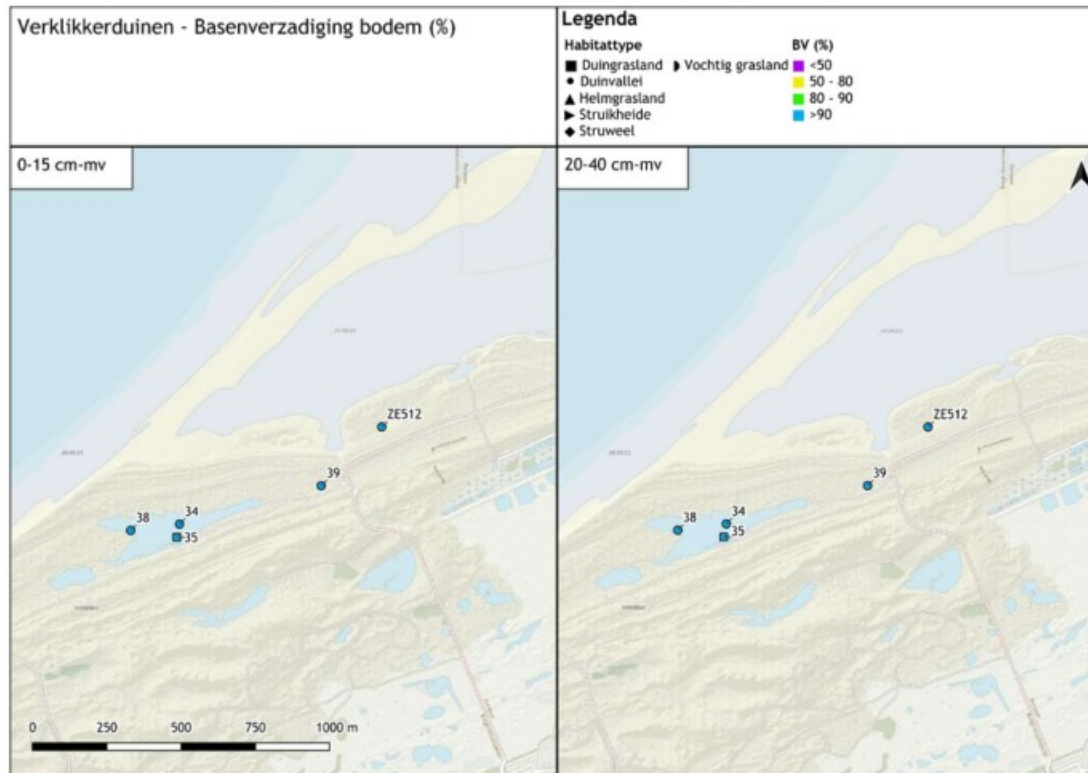 Verklikkerduinen - Basenverzadiging bodem (%)
Legenda
Habitattype
Duingrasland
Vochtig grasland
Duinvallei
Helmgrasland
Struikheide
Struweel
BV (%)
<50
50 - 80
80 - 90
>90
0-15 cm-mv
ZE512
39
38
34
35
0
250
500
750
1000 m
20-40 cm-mv
ZE512
39
38
34
35